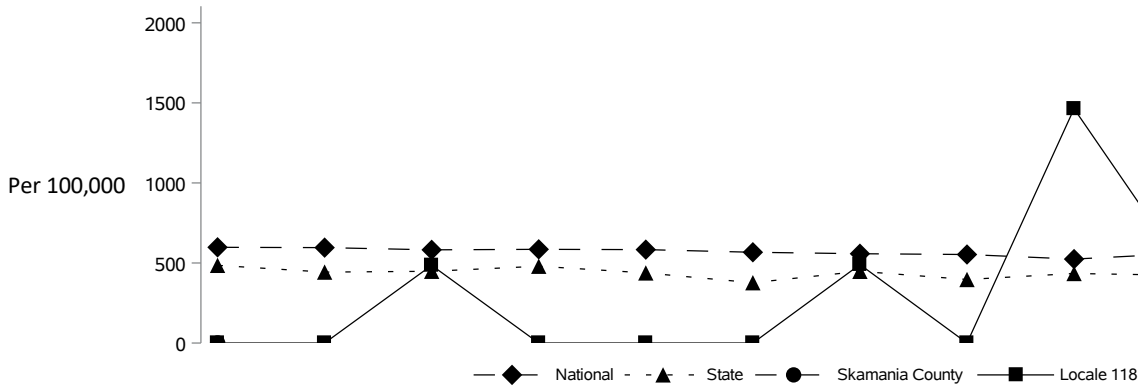 2000
1500
Per 100,000
1000
500
0
National
State
Skamania County
Locale 118